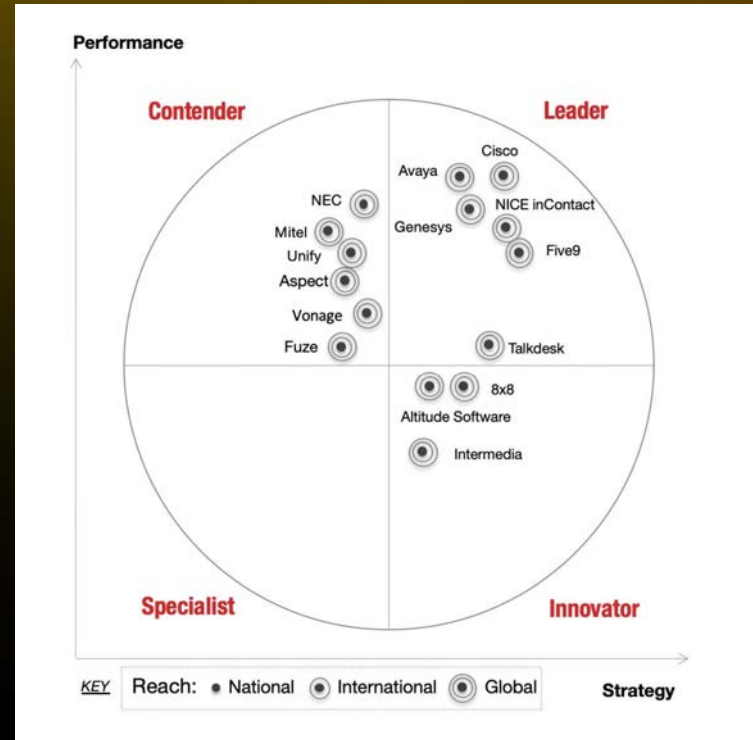 Performance
Contender
Leader
Cisco
Avaya
NEC
NICE inContact
Genesys
Mitel
Unify
Five9
Aspect
Vonage
Fuze
Talkdesk
8x8
Altitude Software
Intermedia
Specialist
Innovator
KEY Reach: National International Global
Strategy